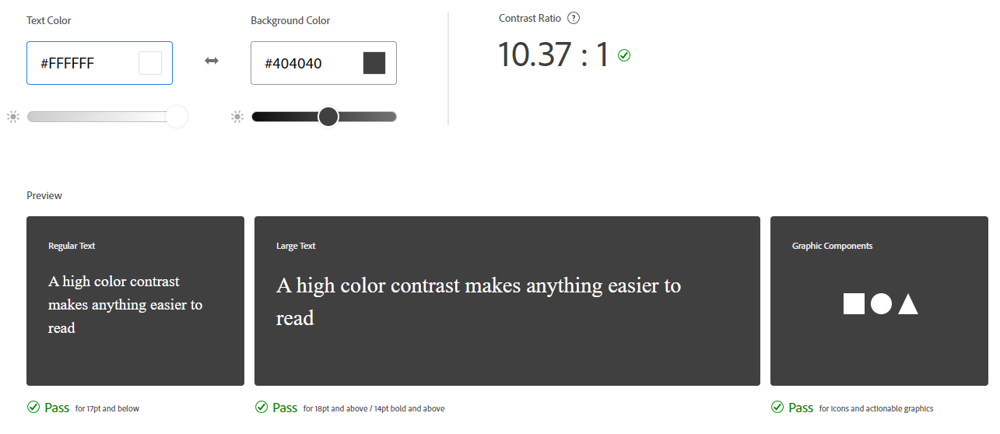 Text Color
Background Color
Contrast Ratio ?
#FFFFFF
#404040
10.37 : 1
Preview
Regular Text
A high color contrast
makes anything easier to
read
Large Text
A high color contrast makes anything easier to
read
Graphic Components
Pass for 17pt and below
Pass for 18pt and above / 14pt bold and above
Pass for icons and actionable graphics